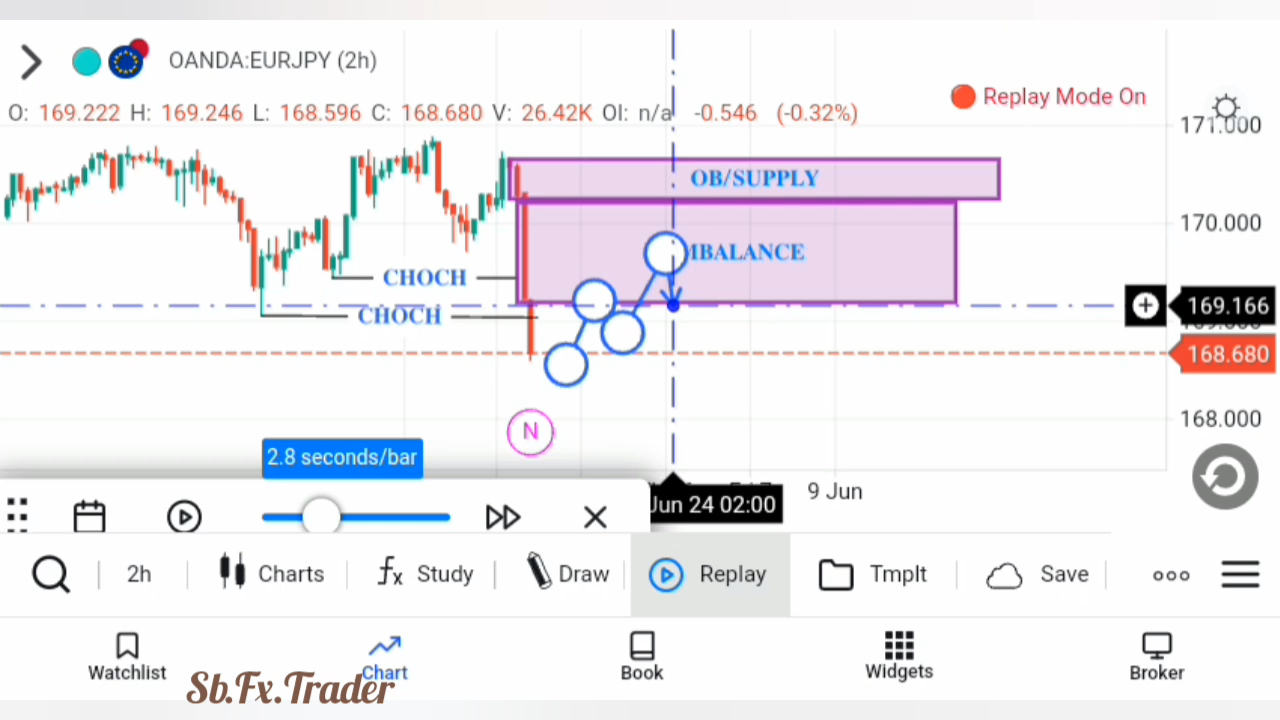 OANDA:EURJPY (2h)
O: 169.222 H: 169.246 L: 168.596 C: 168.680 V: 26.42K OI: n/a -0.546 (-0.32%)
Replay Mode On
171.000
OB/SUPPLY
170.000
IBALANCE
CHOCH
CHOCH
169.166
169.000
168.680
168.000
N
2.8 seconds/bar
Jun 24 02:00
9 Jun
2h
Charts
fx Study
Draw
Replay
Tmplt
Save
Watchlist
Chart
Book
Widgets
Broker
Sb.Fx.Trader